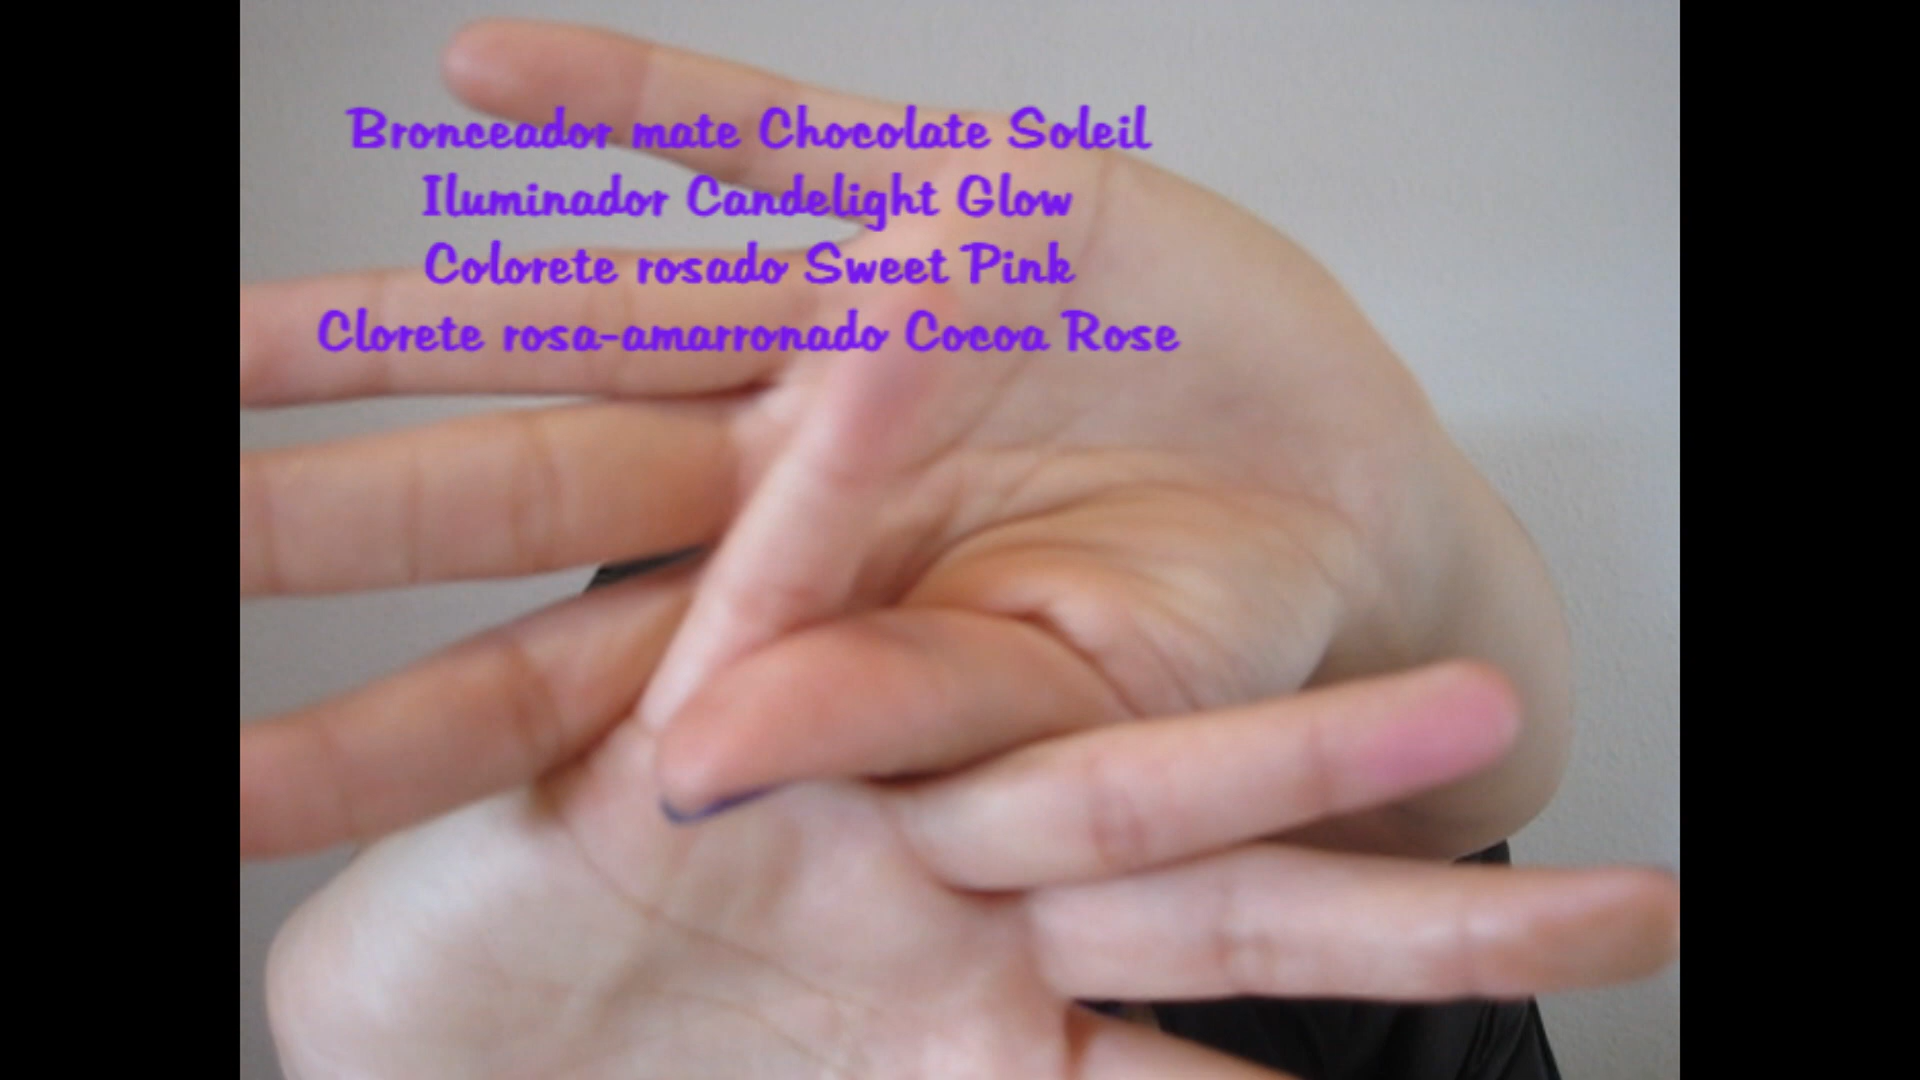 Bronceador mate Chocolate Soleil
Iluminador Candelight Glow
Colorete rosado Sweet Pink
Clorete rosa-amarronado Cocoa Rose